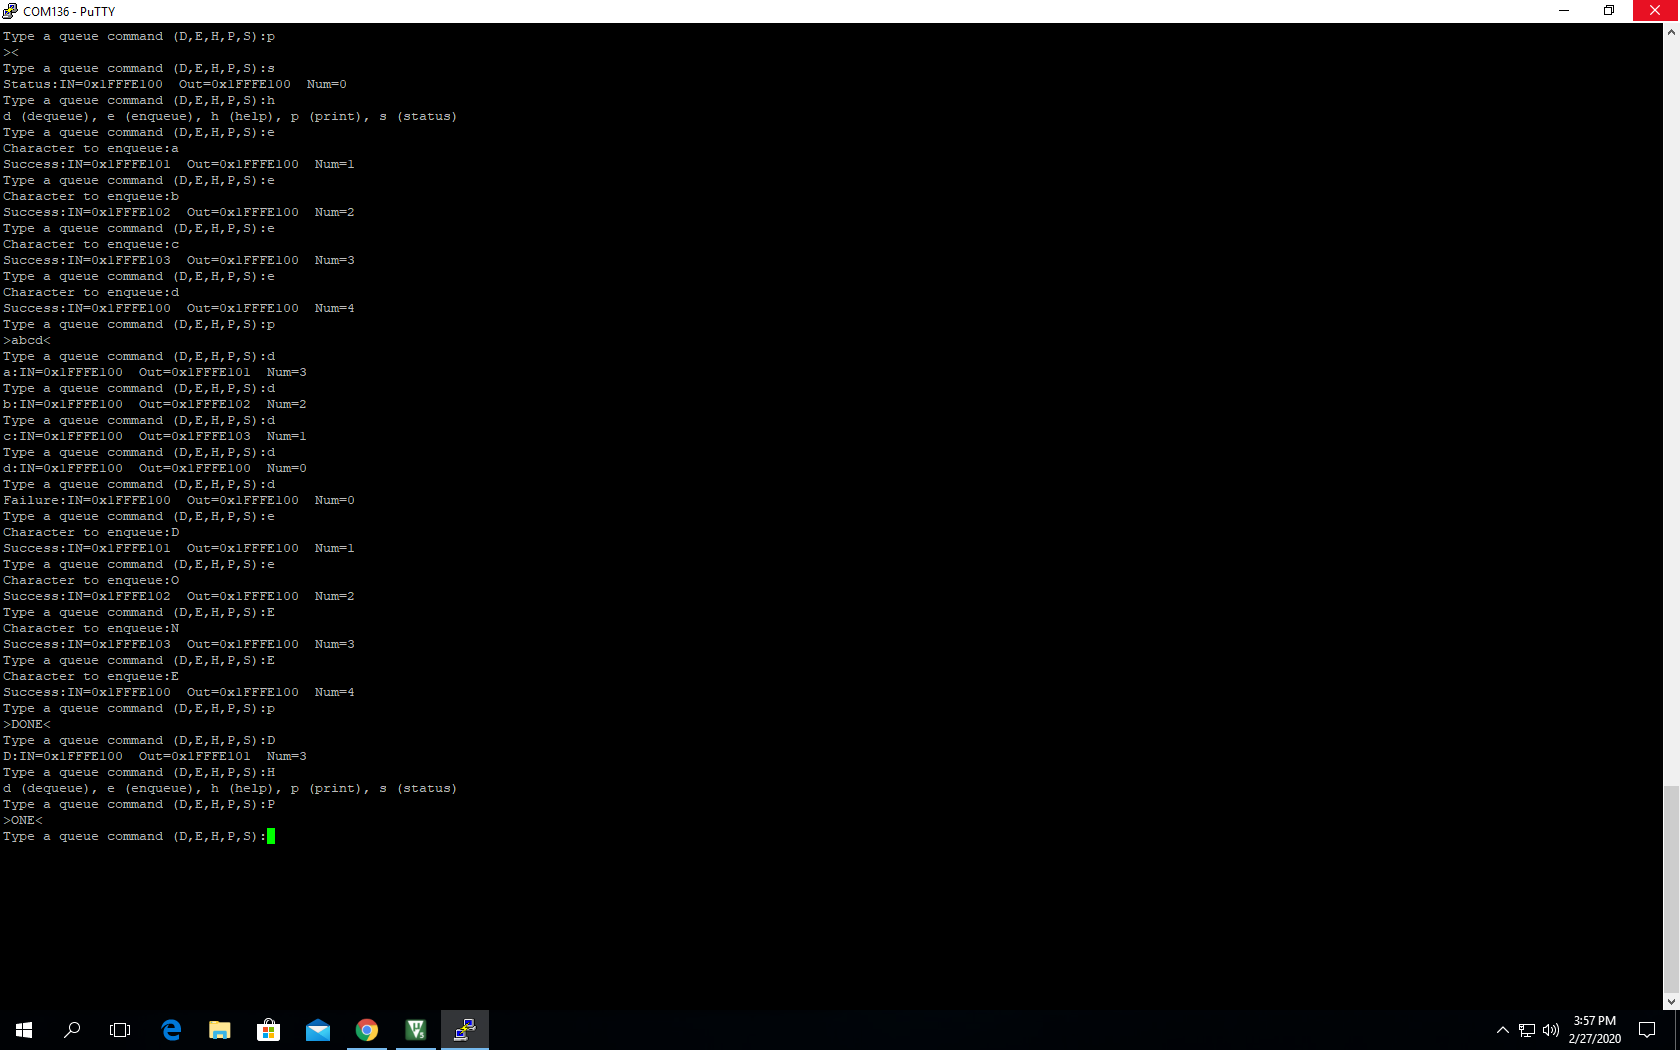 COM136 - PuTTY
Type a queue command (D,E,H,P,S):p
><
Type a queue command (D,E,H,P,S):s
Status:IN=0x1FFFE100  Out=0x1FFFE100  Num=0
Type a queue command (D,E,H,P,S):h
d (dequeue), e (enqueue), h (help), p (print), s (status)
Type a queue command (D,E,H,P,S):e
Character to enqueue:a
Success:IN=0x1FFFE101  Out=0x1FFFE100  Num=1
Type a queue command (D,E,H,P,S):e
Character to enqueue:b
Success:IN=0x1FFFE102  Out=0x1FFFE100  Num=2
Type a queue command (D,E,H,P,S):e
Character to enqueue:c
Success:IN=0x1FFFE103  Out=0x1FFFE100  Num=3
Type a queue command (D,E,H,P,S):e
Character to enqueue:d
Success:IN=0x1FFFE100  Out=0x1FFFE100  Num=4
Type a queue command (D,E,H,P,S):p
>abcd<
Type a queue command (D,E,H,P,S):d
a:IN=0x1FFFE100  Out=0x1FFFE101  Num=3
Type a queue command (D,E,H,P,S):d
b:IN=0x1FFFE100  Out=0x1FFFE102  Num=2
Type a queue command (D,E,H,P,S):d
c:IN=0x1FFFE100  Out=0x1FFFE103  Num=1
Type a queue command (D,E,H,P,S):d
d:IN=0x1FFFE100  Out=0x1FFFE100  Num=0
Type a queue command (D,E,H,P,S):d
Failure:IN=0x1FFFE100  Out=0x1FFFE100  Num=0
Type a queue command (D,E,H,P,S):e
Character to enqueue:D
Success:IN=0x1FFFE101  Out=0x1FFFE100  Num=1
Type a queue command (D,E,H,P,S):e
Character to enqueue:O
Success:IN=0x1FFFE102  Out=0x1FFFE100  Num=2
Type a queue command (D,E,H,P,S):E
Character to enqueue:N
Success:IN=0x1FFFE103  Out=0x1FFFE100  Num=3
Type a queue command (D,E,H,P,S):E
Character to enqueue:E
Success:IN=0x1FFFE100  Out=0x1FFFE100  Num=4
Type a queue command (D,E,H,P,S):p
>DONE<
Type a queue command (D,E,H,P,S):D
D:IN=0x1FFFE100  Out=0x1FFFE101  Num=3
Type a queue command (D,E,H,P,S):H
d (dequeue), e (enqueue), h (help), p (print), s (status)
Type a queue command (D,E,H,P,S):P
>ONE<
Type a queue command (D,E,H,P,S):
3:57 PM
2/27/2020